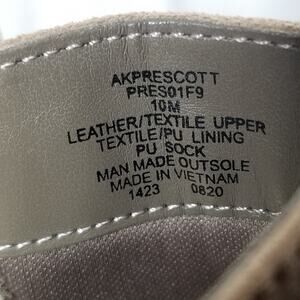 AKPRESCOTT
PRES01F9
10M
LEATHER/TEXTILE UPPER
TEXTILE/PU LINING
PU SOCK
MAN MADE OUTSOLE
MADE IN VIETNAM
1423 0820